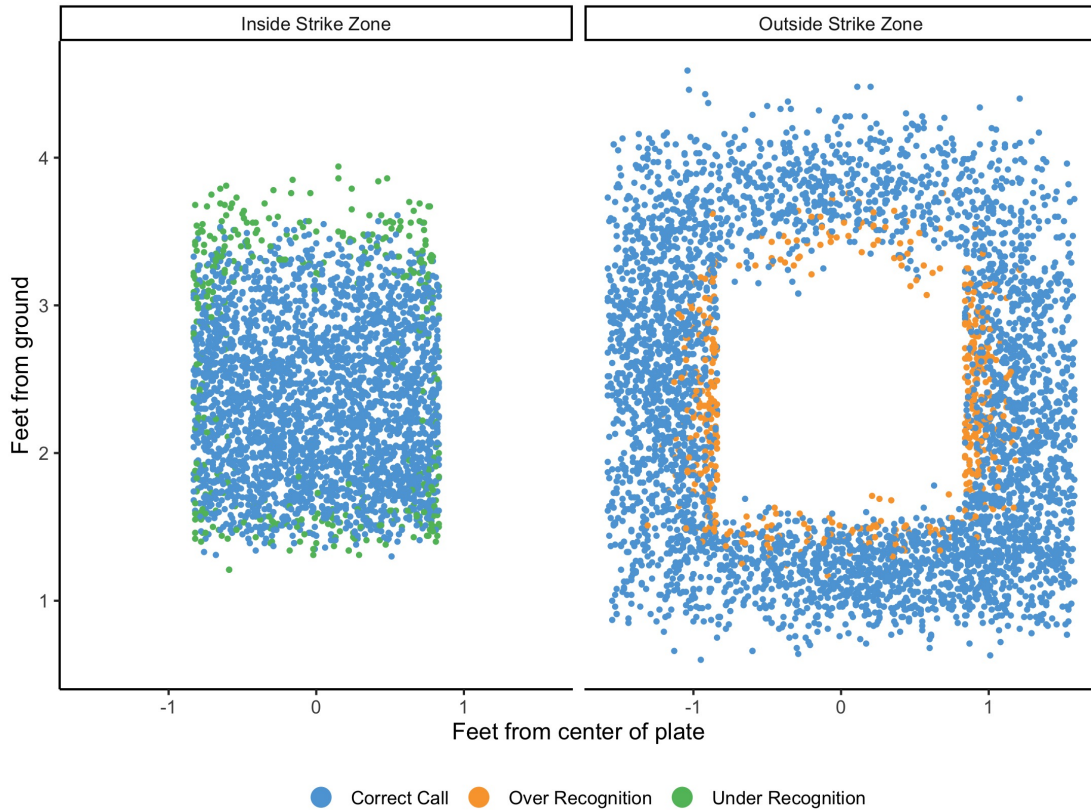 Inside Strike Zone
Outside Strike Zone
Feet from ground
4
3
2
1
-1 0 1
-1 0 1
Feet from center of plate
Correct Call Over Recognition Under Recognition